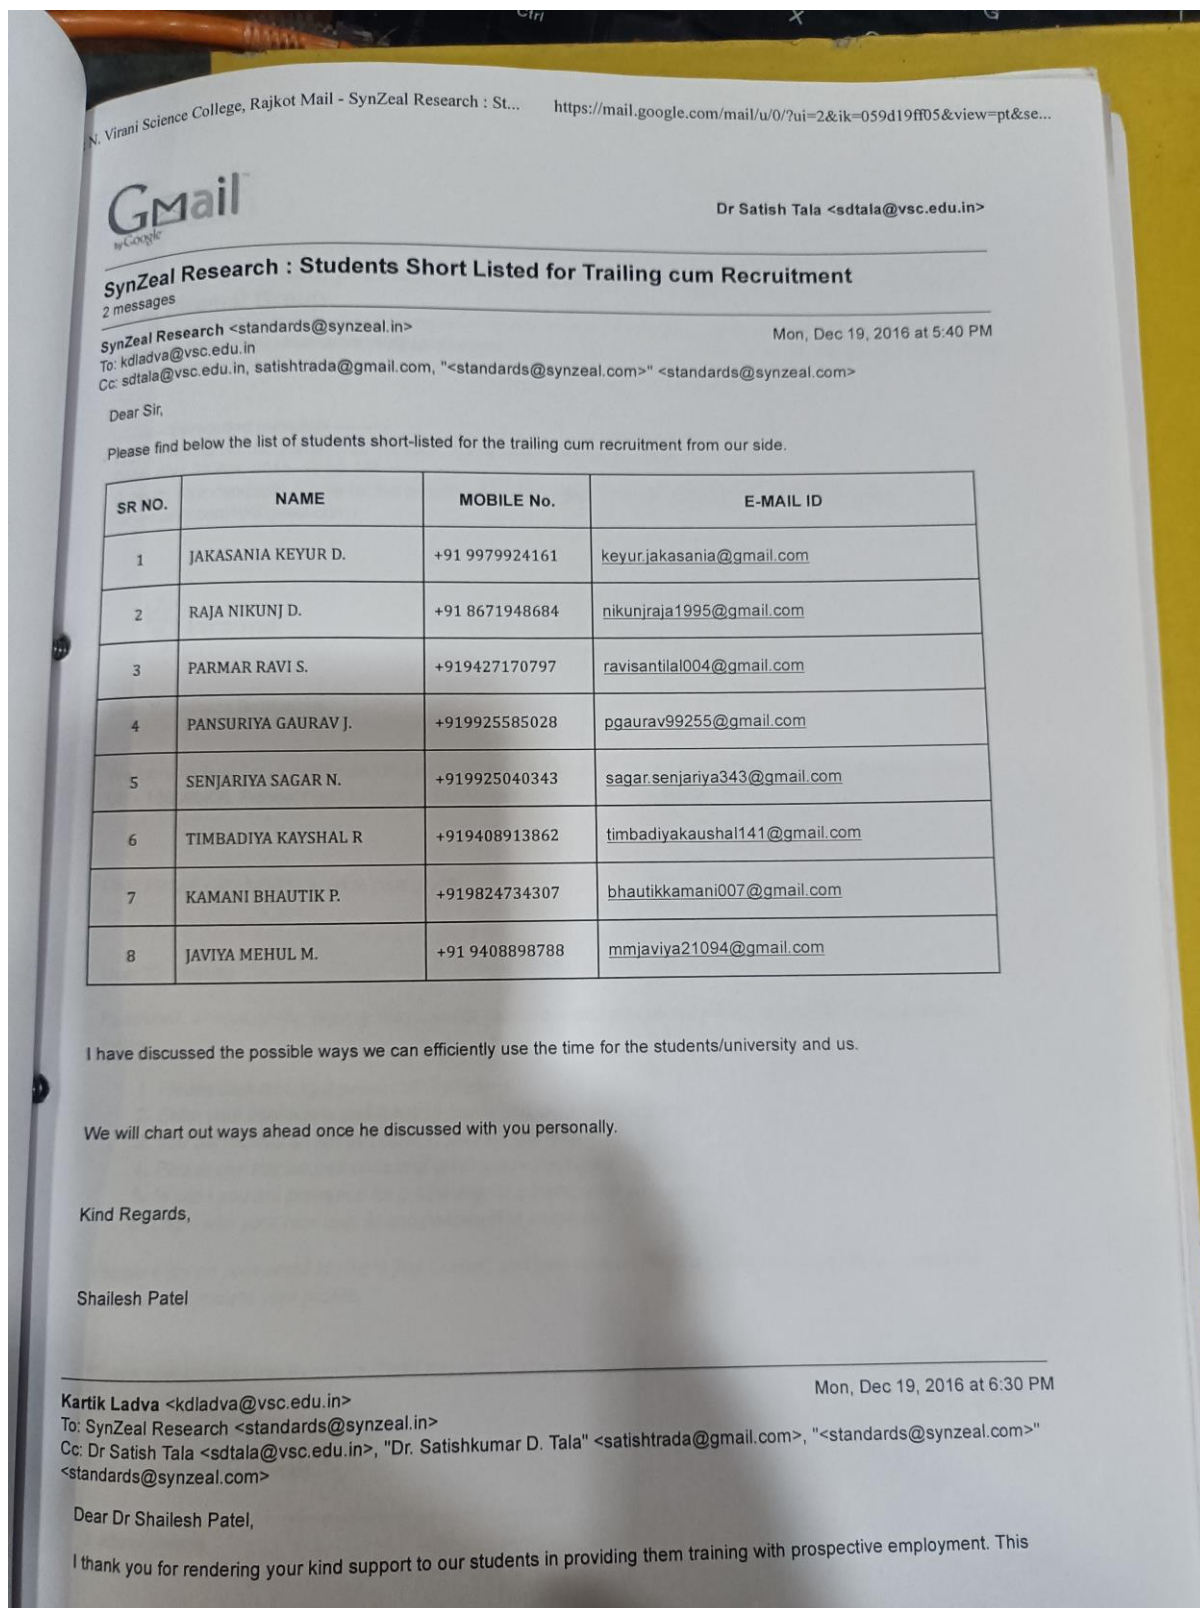 Ctrl
X
G
N. Virani Science College, Rajkot Mail - SynZeal Research : St... https://mail.google.com/mail/u/0/?ui=2&ik=059d19ff05&view=pt&se...
GMail
by Google
Dr Satish Tala <sdtala@vsc.edu.in>
SynZeal Research : Students Short Listed for Trailing cum Recruitment
2 messages
SynZeal Research <standards@synzeal.in> Mon, Dec 19, 2016 at 5:40 PM
To: kdladva@vsc.edu.in
Cc: sdtala@vsc.edu.in, satishtrada@gmail.com, "<standards@synzeal.com>" <standards@synzeal.com>
Dear Sir,
Please find below the list of students short-listed for the trailing cum recruitment from our side.
SR NO. NAME MOBILE No. E-MAIL ID
1 JAKASANIA KEYUR D. +91 9979924161 keyur.jakasania@gmail.com
2 RAJA NIKUNJ D. +91 8671948684 nikunjraja1995@gmail.com
3 PARMAR RAVI S. +919427170797 ravisantilal004@gmail.com
4 PANSURIYA GAURAV J. +919925585028 pgaurav99255@gmail.com
5 SENJARIYA SAGAR N. +919925040343 sagar.senjariya343@gmail.com
6 TIMBADIYA KAYSHAL R +919408913862 timbadiyakaushal141@gmail.com
7 KAMANI BHAUTIK P. +919824734307 bhautikkamani007@gmail.com
8 JAVIYA MEHUL M. +91 9408898788 mmjaviya21094@gmail.com
I have discussed the possible ways we can efficiently use the time for the students/university and us.
We will chart out ways ahead once he discussed with you personally.
Kind Regards,
Shailesh Patel
Kartik Ladva <kdladva@vsc.edu.in> Mon, Dec 19, 2016 at 6:30 PM
To: SynZeal Research <standards@synzeal.in>
Cc: Dr Satish Tala <sdtala@vsc.edu.in>, "Dr. Satishkumar D. Tala" <satishtrada@gmail.com>, "<standards@synzeal.com>"
<standards@synzeal.com>
Dear Dr Shailesh Patel,
I thank you for rendering your kind support to our students in providing them training with prospective employment. This